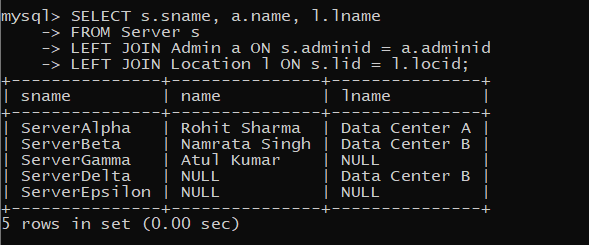 mysql> SELECT s.sname, a.name, l.lname
    -> FROM Server s
    -> LEFT JOIN Admin a ON s.adminid = a.adminid
    -> LEFT JOIN Location l ON s.lid = l.locid;
+---------------+---------------+---------------+
| sname         | name          | lname         |
+---------------+---------------+---------------+
| ServerAlpha   | Rohit Sharma  | Data Center A |
| ServerBeta    | Namrata Singh | Data Center B |
| ServerGamma   | Atul Kumar    | NULL          |
| ServerDelta   | NULL          | Data Center B |
| ServerEpsilon | NULL          | NULL          |
+---------------+---------------+---------------+
5 rows in set (0.00 sec)